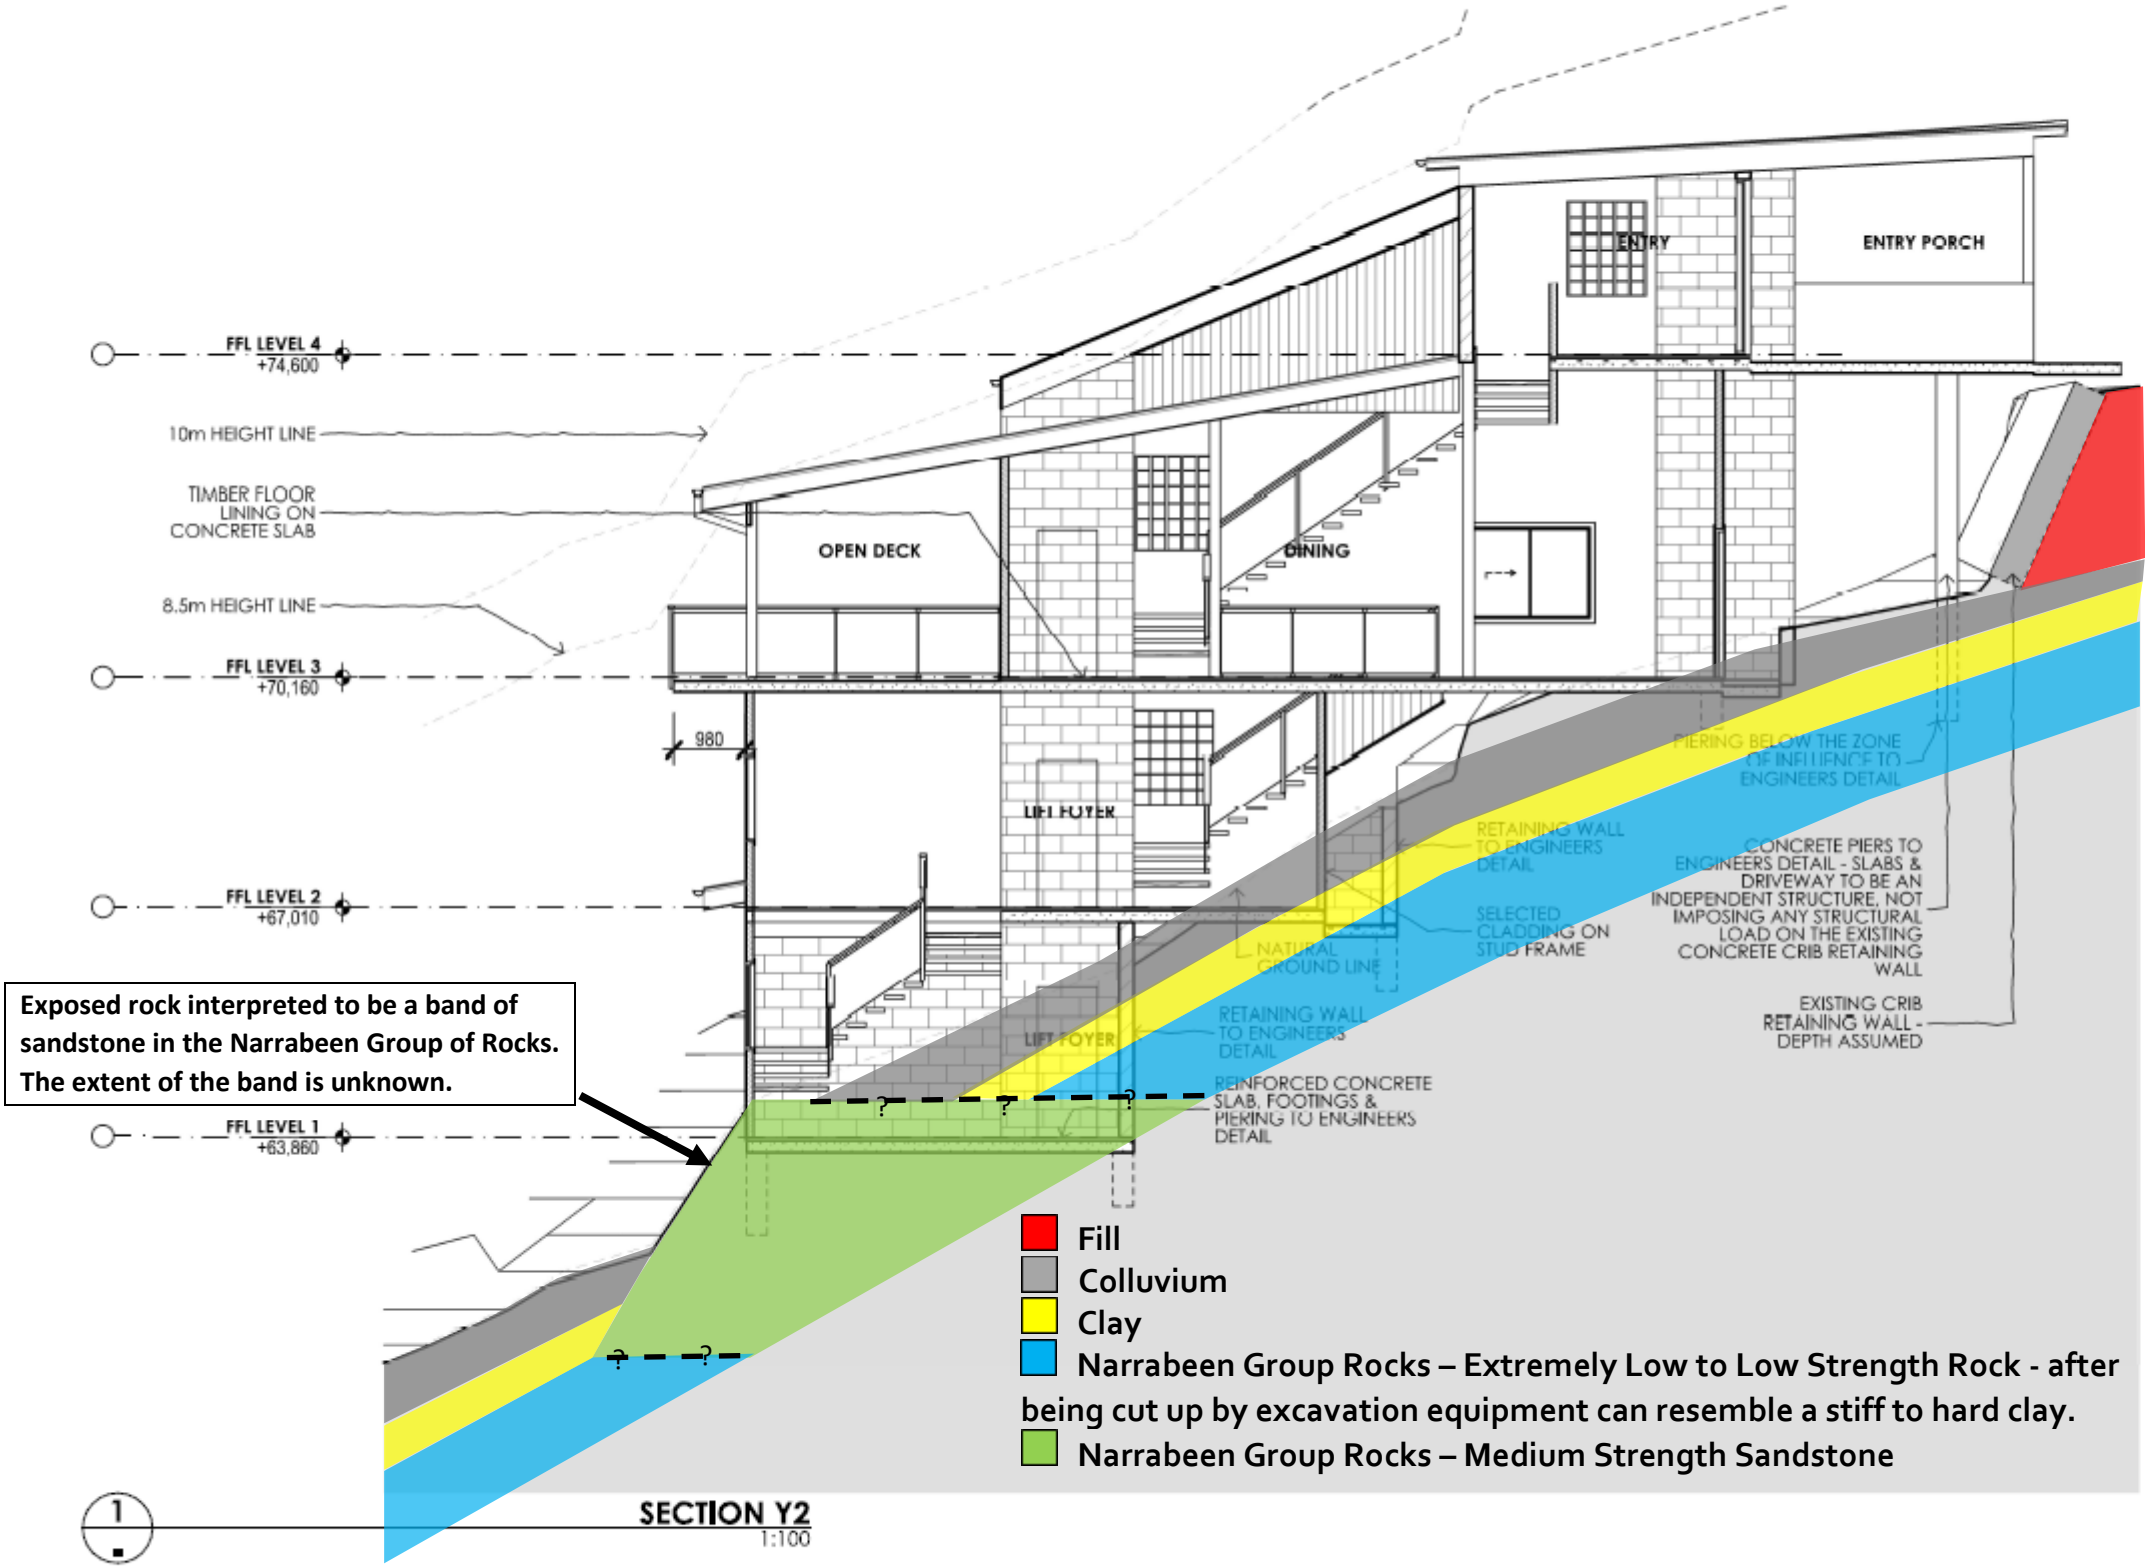 ENTRY
ENTRY PORCH
FFL LEVEL 4
+74,600
10m HEIGHT LINE
TIMBER FLOOR
LINING ON
CONCRETE SLAB
OPEN DECK
DINING
8.5m HEIGHT LINE
FFL LEVEL 3
+70,160
980
PIERING BELOW THE ZONE
OF INFLUENCE TO
ENGINEERS DETAIL
LIFT FOYER
RETAINING WALL
TO ENGINEERS
DETAIL
CONCRETE PIERS TO
ENGINEERS DETAIL - SLABS &
DRIVEWAY TO BE AN
INDEPENDENT STRUCTURE, NOT
IMPOSING ANY STRUCTURAL
LOAD ON THE EXISTING
CONCRETE CRIB RETAINING
WALL
FFL LEVEL 2
+67,010
SELECTED
CLADDING ON
STUD FRAME
NATURAL
GROUND LINE
Exposed rock interpreted to be a band of
sandstone in the Narrabeen Group of Rocks.
The extent of the band is unknown.
EXISTING CRIB
RETAINING WALL -
DEPTH ASSUMED
RETAINING WALL
TO ENGINEERS
DETAIL
LIFT FOYER
REINFORCED CONCRETE
SLAB, FOOTINGS &
PIERING TO ENGINEERS
DETAIL
? ? ?
FFL LEVEL 1
+63,860
Fill
Colluvium
Clay
Narrabeen Group Rocks – Extremely Low to Low Strength Rock - after
being cut up by excavation equipment can resemble a stiff to hard clay.
Narrabeen Group Rocks – Medium Strength Sandstone
? ?
1
SECTION Y2
1:100